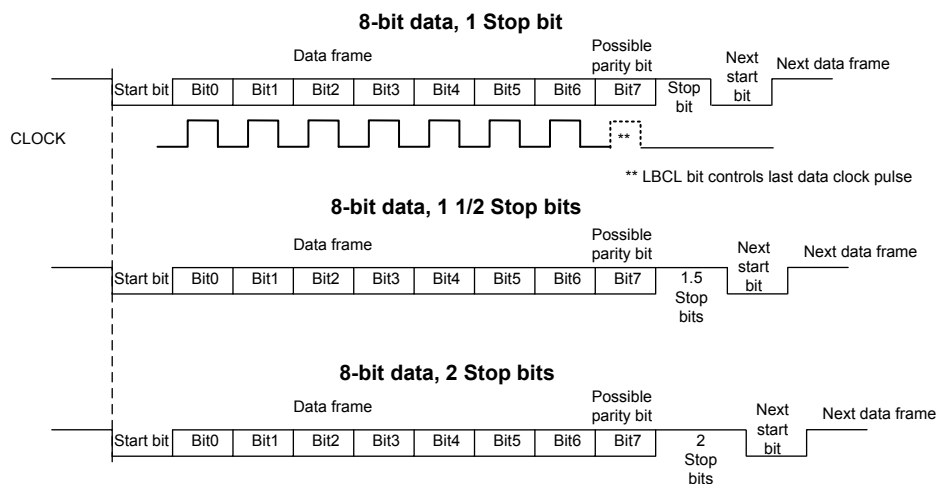 8-bit data, 1 Stop bit
Data frame
Possible
parity bit
Next
start
bit
Next data frame
Start bit Bit0 Bit1 Bit2 Bit3 Bit4 Bit5 Bit6 Bit7 Stop
bit
CLOCK
**
** LBCL bit controls last data clock pulse
8-bit data, 1 1/2 Stop bits
Data frame
Possible
parity bit
Next
start
bit
Next data frame
Start bit Bit0 Bit1 Bit2 Bit3 Bit4 Bit5 Bit6 Bit7 1.5
Stop
bits
8-bit data, 2 Stop bits
Data frame
Possible
parity bit
Next
start
bit
Next data frame
Start bit Bit0 Bit1 Bit2 Bit3 Bit4 Bit5 Bit6 Bit7 2
Stop
bits